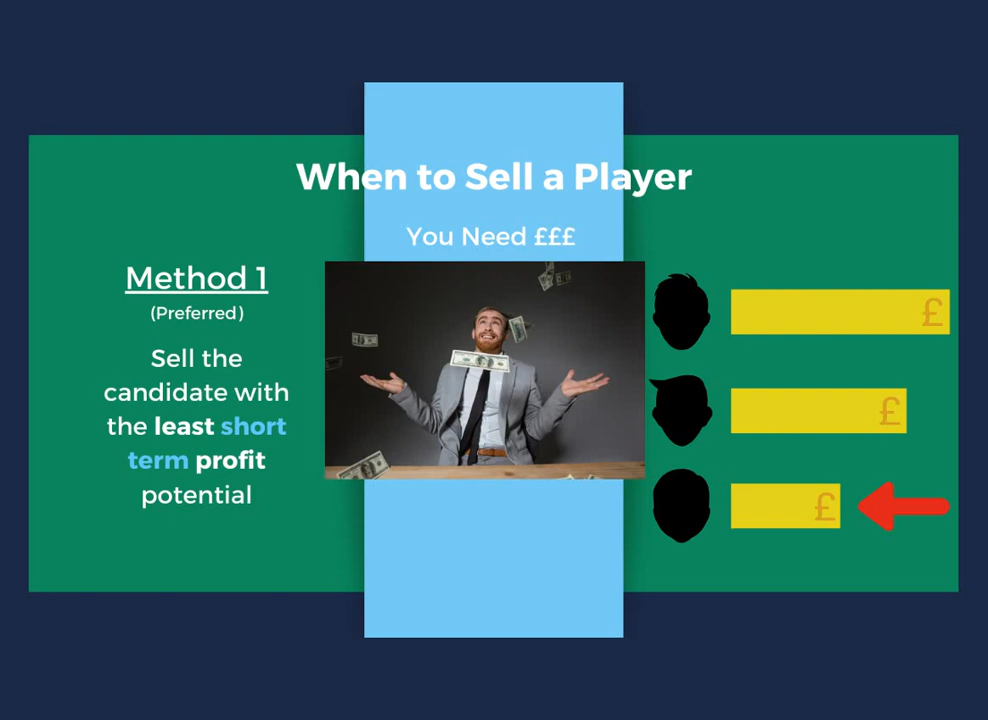 When to Sell a Player
You Need £££
Method 1
(Preferred)
Sell the
candidate with
the least short
term profit
potential
£
£
£